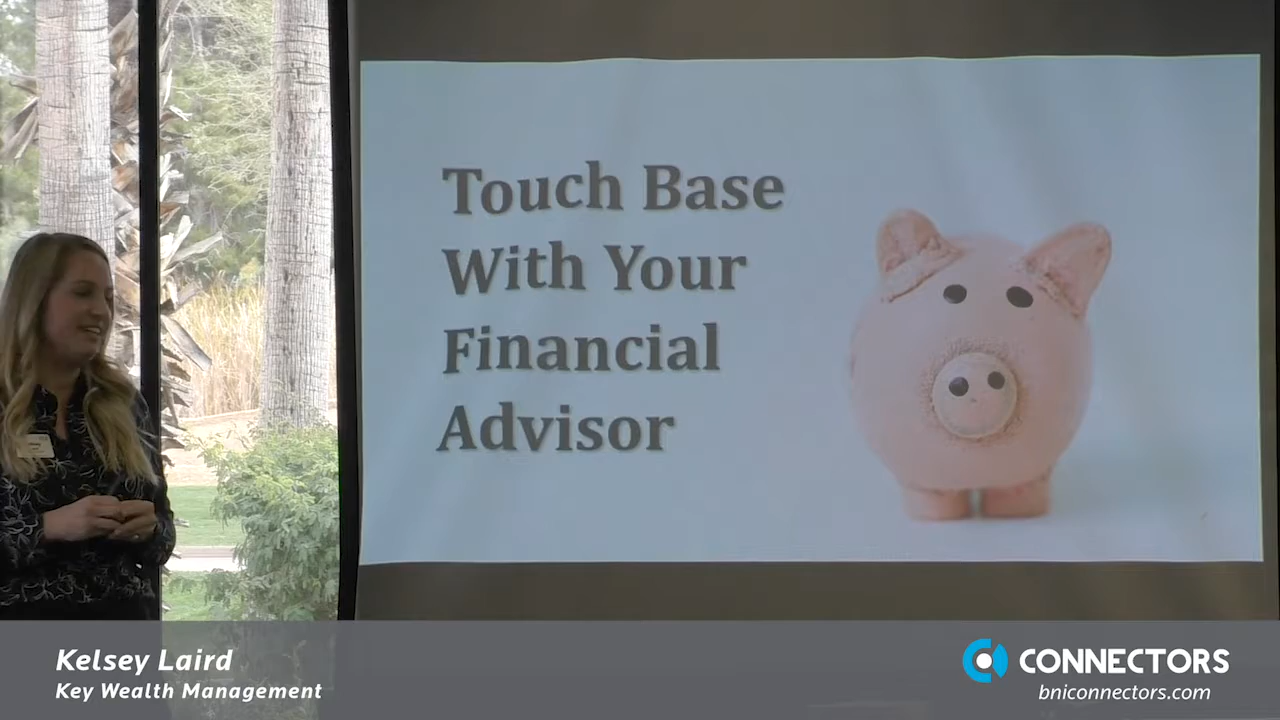 Touch Base
With Your
Financial
Advisor
Kelsey Laird
Key Wealth Management
CONNECTORS
bniconnectors.com